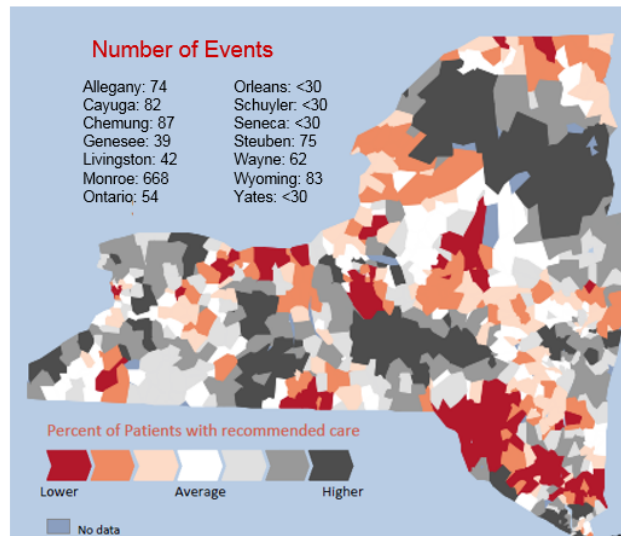 Number of Events
Allegany: 74
Cayuga: 82
Chemung: 87
Genesee: 39
Livingston: 42
Monroe: 668
Ontario: 54
Orleans: <30
Schuyler: <30
Seneca: <30
Steuben: 75
Wayne: 62
Wyoming: 83
Yates: <30
Percent of Patients with recommended care
Lower Average Higher
No data